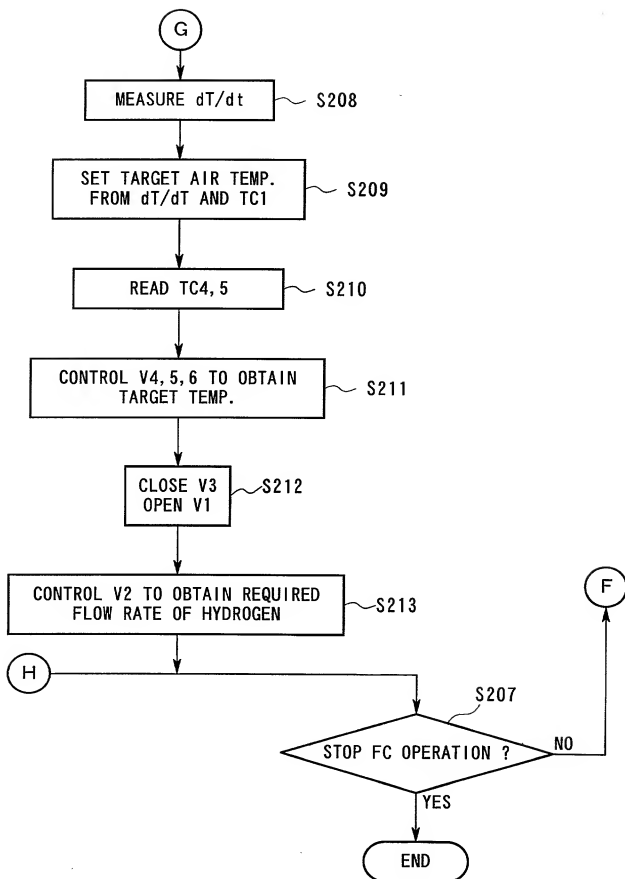 G
MEASURE dT/dt
S208
SET TARGET AIR TEMP.
FROM dT/dT AND TC1
S209
READ TC4,5
S210
CONTROL V4,5,6 TO OBTAIN
TARGET TEMP.
S211
CLOSE V3
OPEN V1
S212
CONTROL V2 TO OBTAIN REQUIRED
FLOW RATE OF HYDROGEN
S213
F
H
S207
STOP FC OPERATION ?
NO
YES
END